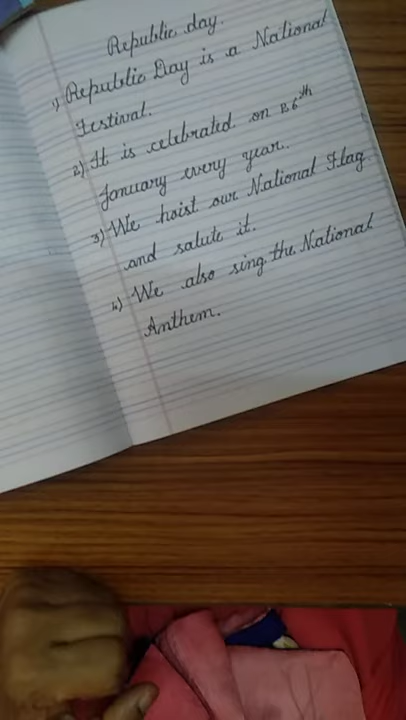 Republic day.
1) Republic Day is a National
Festival.
2) It is celebrated on 26th
January every year.
3) We hoist our National Flag
and salute it.
4) We also sing the National
Anthem.